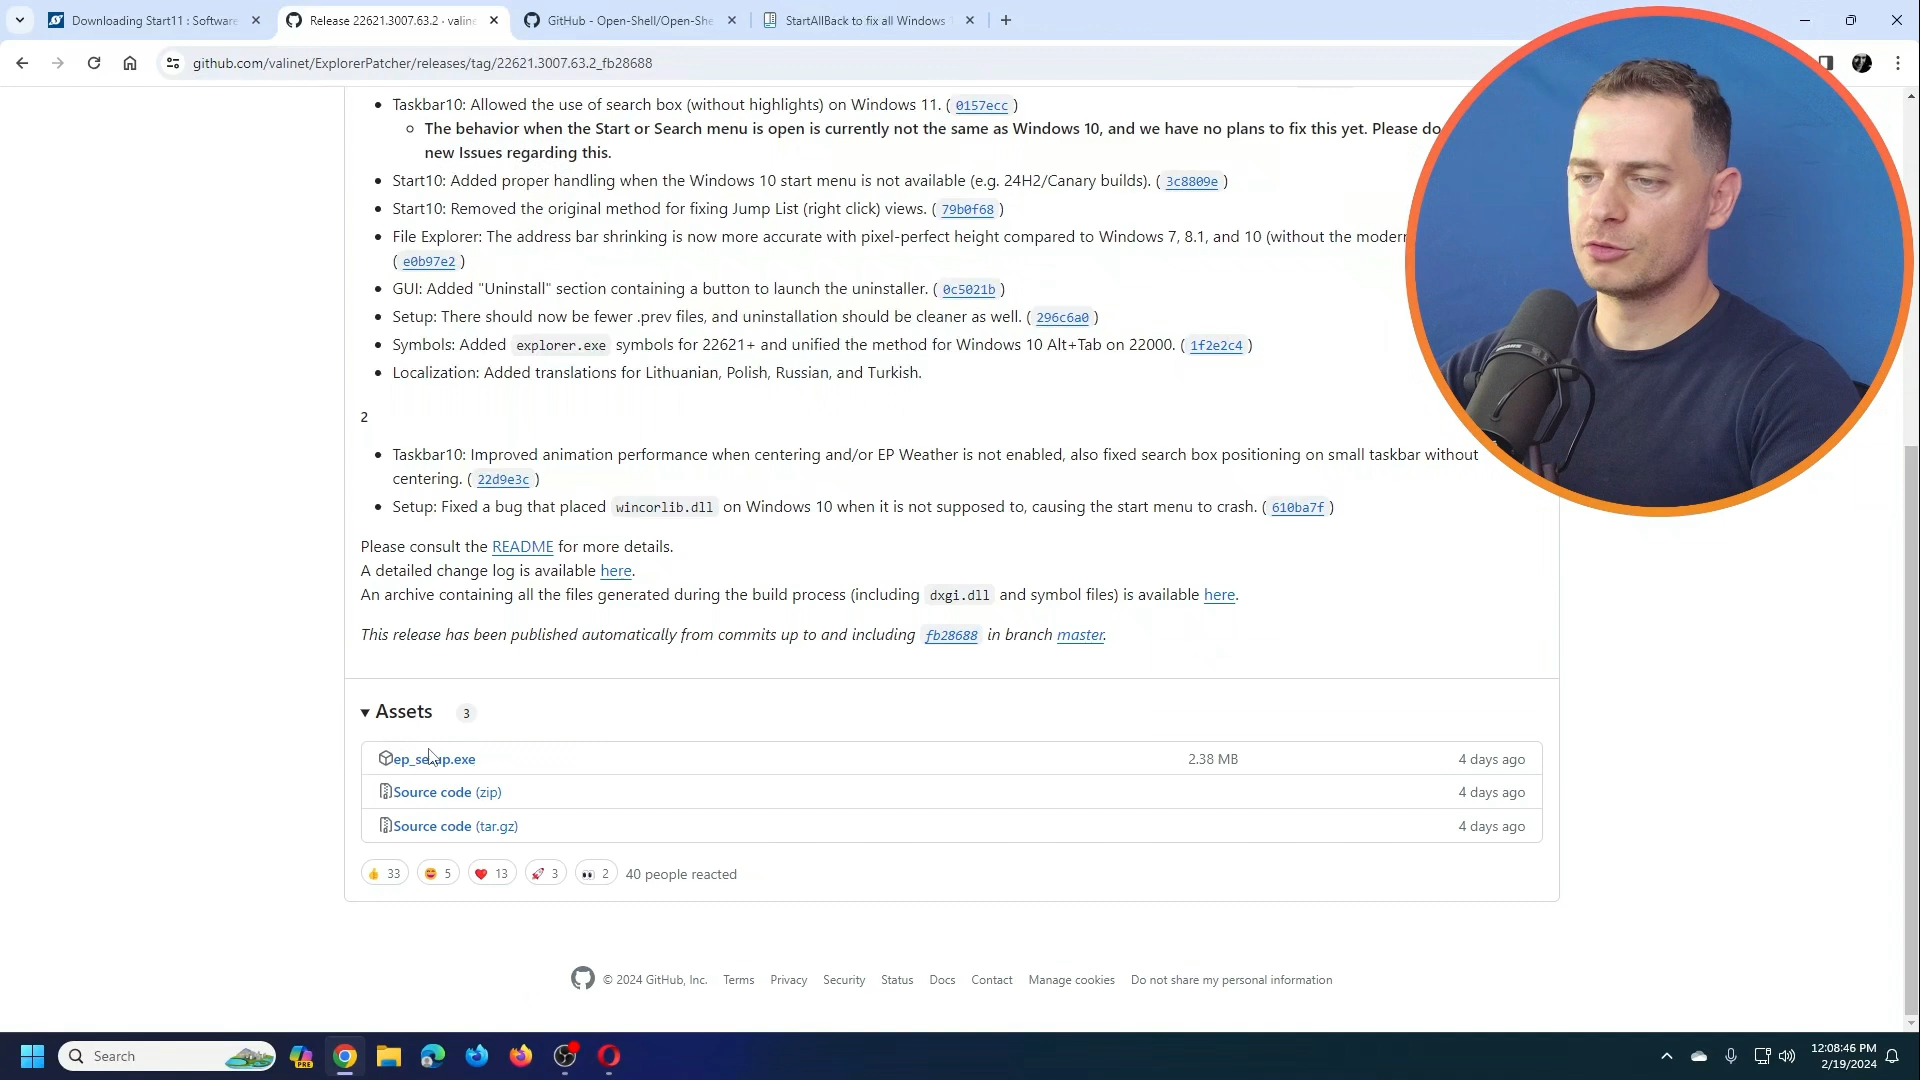 Downloading Start11 : Software
Release 22621.3007.63.2 · valine
GitHub - Open-Shell/Open-She
StartAllBack to fix all Windows
github.com/valinet/ExplorerPatcher/releases/tag/22621.3007.63.2_fb28688
Taskbar10: Allowed the use of search box (without highlights) on Windows 11. ( 0157ecc )
The behavior when the Start or Search menu is open is currently not the same as Windows 10, and we have no plans to fix this yet. Please do
new Issues regarding this.
Start10: Added proper handling when the Windows 10 start menu is not available (e.g. 24H2/Canary builds). ( 3c8809e )
Start10: Removed the original method for fixing Jump List (right click) views. ( 79b0f68 )
File Explorer: The address bar shrinking is now more accurate with pixel-perfect height compared to Windows 7, 8.1, and 10 (without the modern
( e0b97e2 )
GUI: Added "Uninstall" section containing a button to launch the uninstaller. ( 0c5021b )
Setup: There should now be fewer .prev files, and uninstallation should be cleaner as well. ( 296c6a0 )
Symbols: Added explorer.exe symbols for 22621+ and unified the method for Windows 10 Alt+Tab on 22000. ( 1f2e2c4 )
Localization: Added translations for Lithuanian, Polish, Russian, and Turkish.
2
Taskbar10: Improved animation performance when centering and/or EP Weather is not enabled, also fixed search box positioning on small taskbar without
centering. ( 22d9e3c )
Setup: Fixed a bug that placed wincorlib.dll on Windows 10 when it is not supposed to, causing the start menu to crash. ( 610ba7f )
Please consult the README for more details.
A detailed change log is available here.
An archive containing all the files generated during the build process (including dxgi.dll and symbol files) is available here.
This release has been published automatically from commits up to and including fb28688 in branch master.
Assets 3
ep_setup.exe 2.38 MB 4 days ago
Source code (zip) 4 days ago
Source code (tar.gz) 4 days ago
33 5 13 3 2 40 people reacted
© 2024 GitHub, Inc. Terms Privacy Security Status Docs Contact Manage cookies Do not share my personal information
Search
PRE
12:08:46 PM
2/19/2024